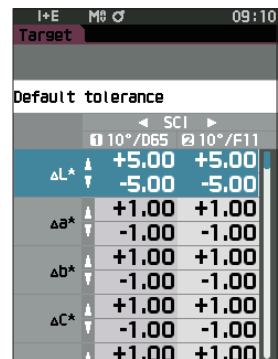 I+E M ♂ 09:10
Target
Default tolerance
◄ SCI ►
1 10°/D65 2 10°/F11
ΔL* +5.00 +5.00
-5.00 -5.00
Δa* +1.00 +1.00
-1.00 -1.00
Δb* +1.00 +1.00
-1.00 -1.00
ΔC* +1.00 +1.00
-1.00 -1.00
+1.00 +1.00